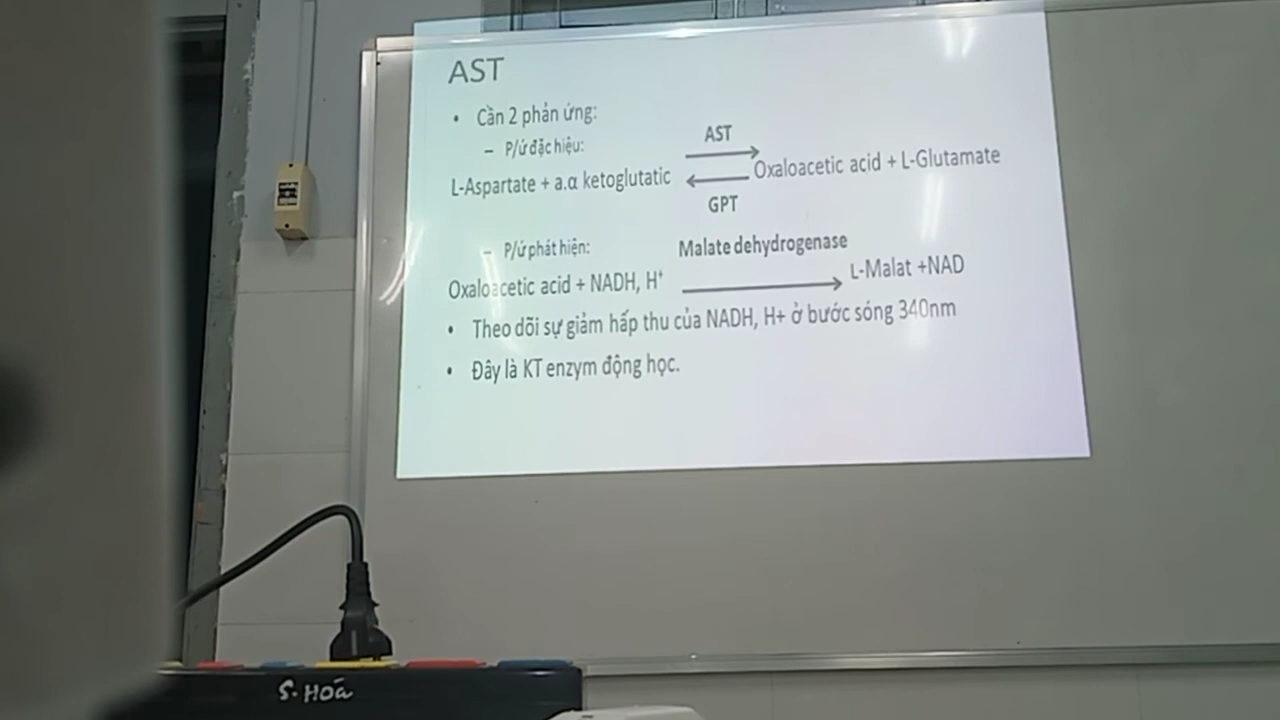 AST
• Cần 2 phản ứng:
– P/ứ đặc hiệu:
AST
L-Aspartate + a.α ketoglutatic Oxaloacetic acid + L-Glutamate
GPT
– P/ứ phát hiện: Malate dehydrogenase
Oxaloacetic acid + NADH, H⁺ L-Malat +NAD
• Theo dõi sự giảm hấp thu của NADH, H+ ở bước sóng 340nm
• Đây là KT enzym động học.
S. Hoá